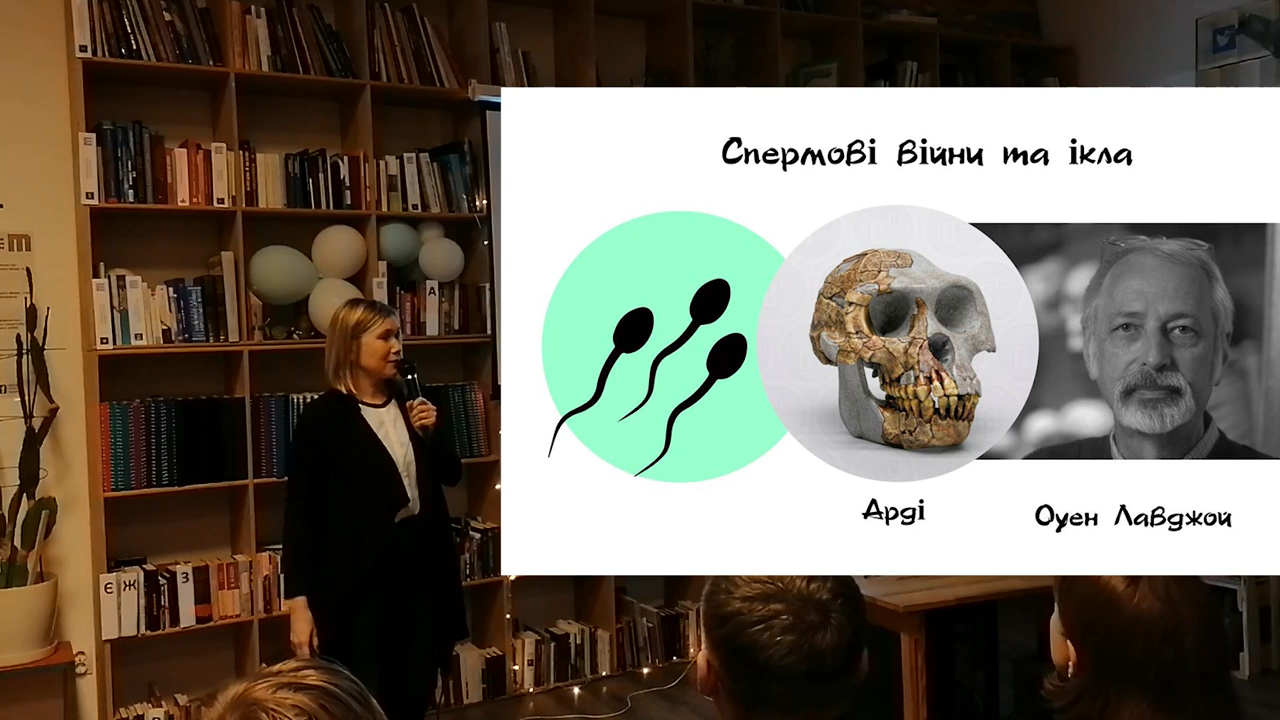 Спермові війни та ікла
Арді
Оуен Лавджой
А
Є Ж З